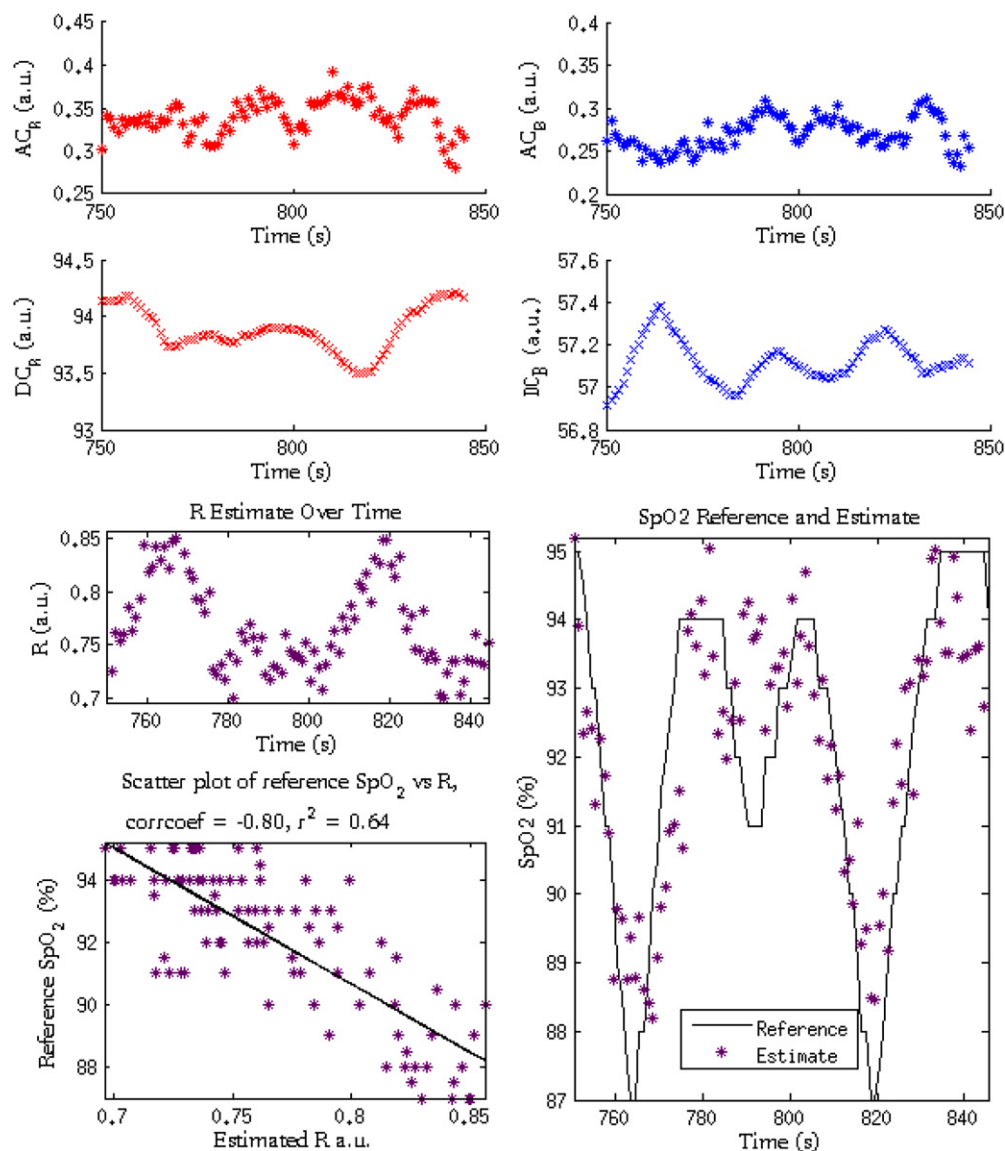 0.4
0.35
0.3
0.25
AC_R (a.u.)
750 800 850
Time (s)
0.4
0.35
0.3
0.25
0.2
AC_B (a.u.)
750 800 850
Time (s)
94.5
94
93.5
93
DC_R (a.u.)
750 800 850
Time (s)
57.6
57.4
57.2
57
56.8
DC_B (a.u.)
750 800 850
Time (s)
R Estimate Over Time
0.85
0.8
0.75
0.7
R (a.u.)
760 780 800 820 840
Time (s)
Scatter plot of reference SpO₂ vs R,
corrcoef = -0.80, r² = 0.64
94
92
90
88
Reference SpO₂ (%)
0.7 0.75 0.8 0.85
Estimated R a.u.
SpO2 Reference and Estimate
95
94
93
92
91
90
89
88
87
SpO2 (%)
Reference
Estimate
760 780 800 820 840
Time (s)